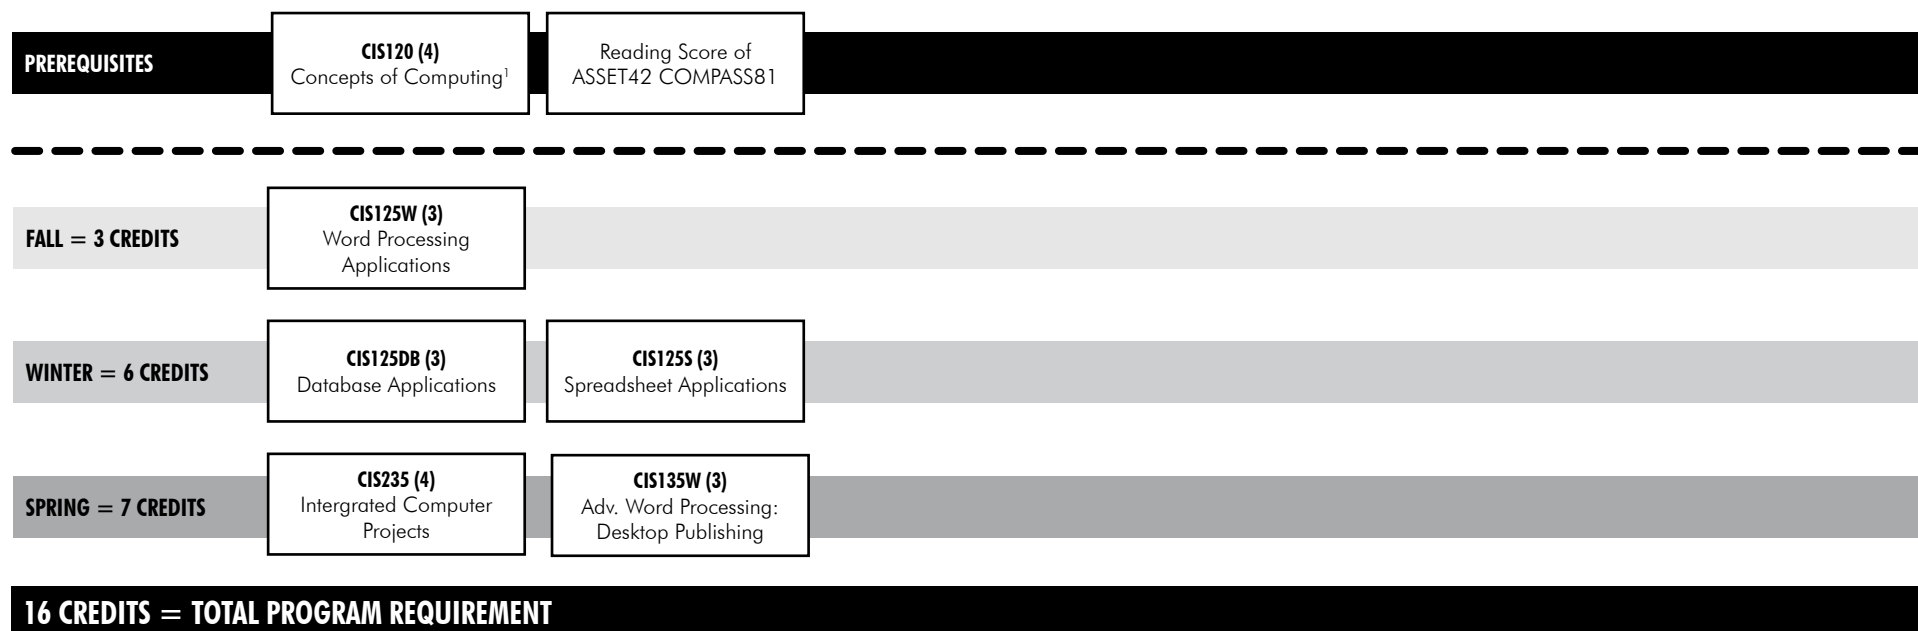 PREREQUISITES
CIS120 (4)
Concepts of Computing¹
Reading Score of
ASSET42 COMPASS81
FALL = 3 CREDITS
CIS125W (3)
Word Processing
Applications
WINTER = 6 CREDITS
CIS125DB (3)
Database Applications
CIS125S (3)
Spreadsheet Applications
SPRING = 7 CREDITS
CIS235 (4)
Intergrated Computer
Projects
CIS135W (3)
Adv. Word Processing:
Desktop Publishing
16 CREDITS = TOTAL PROGRAM REQUIREMENT